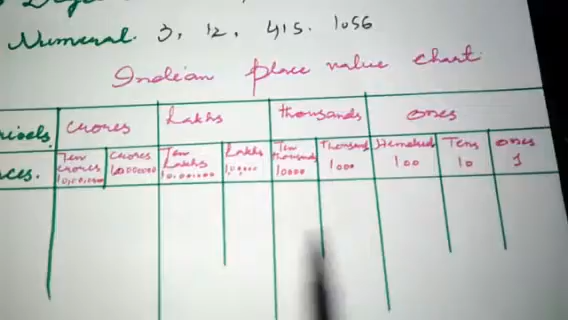 Numeral. 3, 12, 415. 1056
Indian place value chart
crores Lakhs thousands ones
Ten crores crores Ten Lakhs Lakhs Ten thousands Thousand Hundred Tens ones
10000 1000 100 10 1